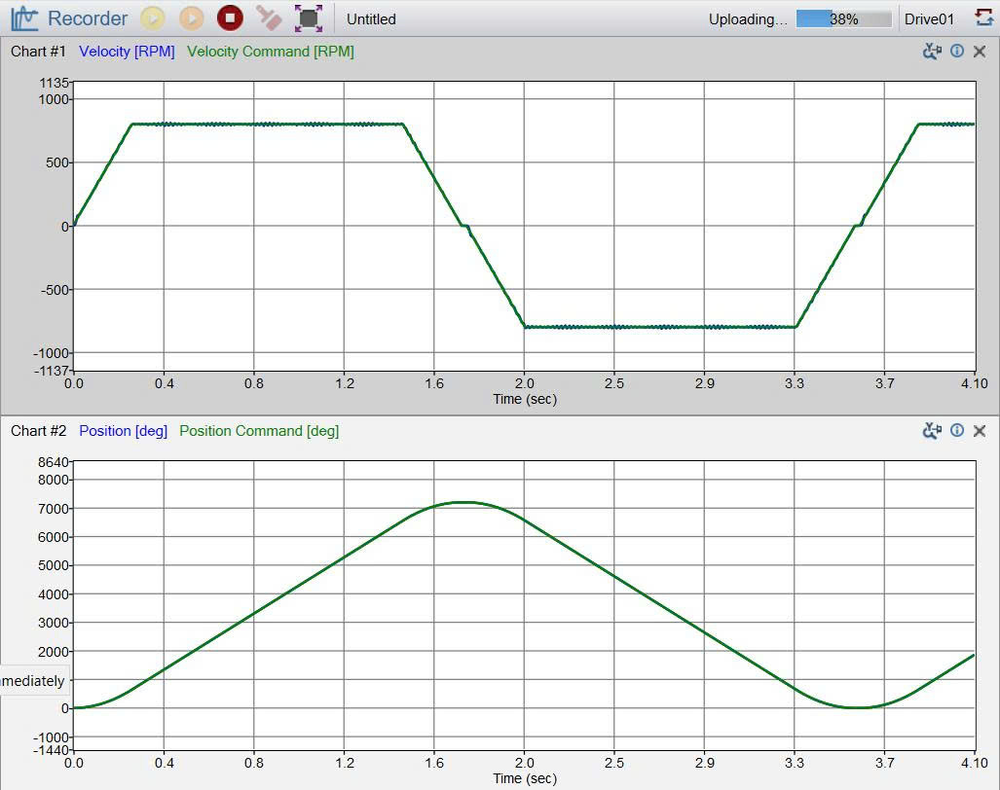 Recorder Untitled Uploading... 38% Drive01
Chart #1 Velocity [RPM] Velocity Command [RPM]
1135
1000
500
0
-500
-1000
-1137
0.0 0.4 0.8 1.2 1.6 2.0 2.5 2.9 3.3 3.7 4.10
Time (sec)
Chart #2 Position [deg] Position Command [deg]
8640
8000
7000
6000
5000
4000
3000
2000
mediately
0
-1000
-1440
0.0 0.4 0.8 1.2 1.6 2.0 2.5 2.9 3.3 3.7 4.10
Time (sec)